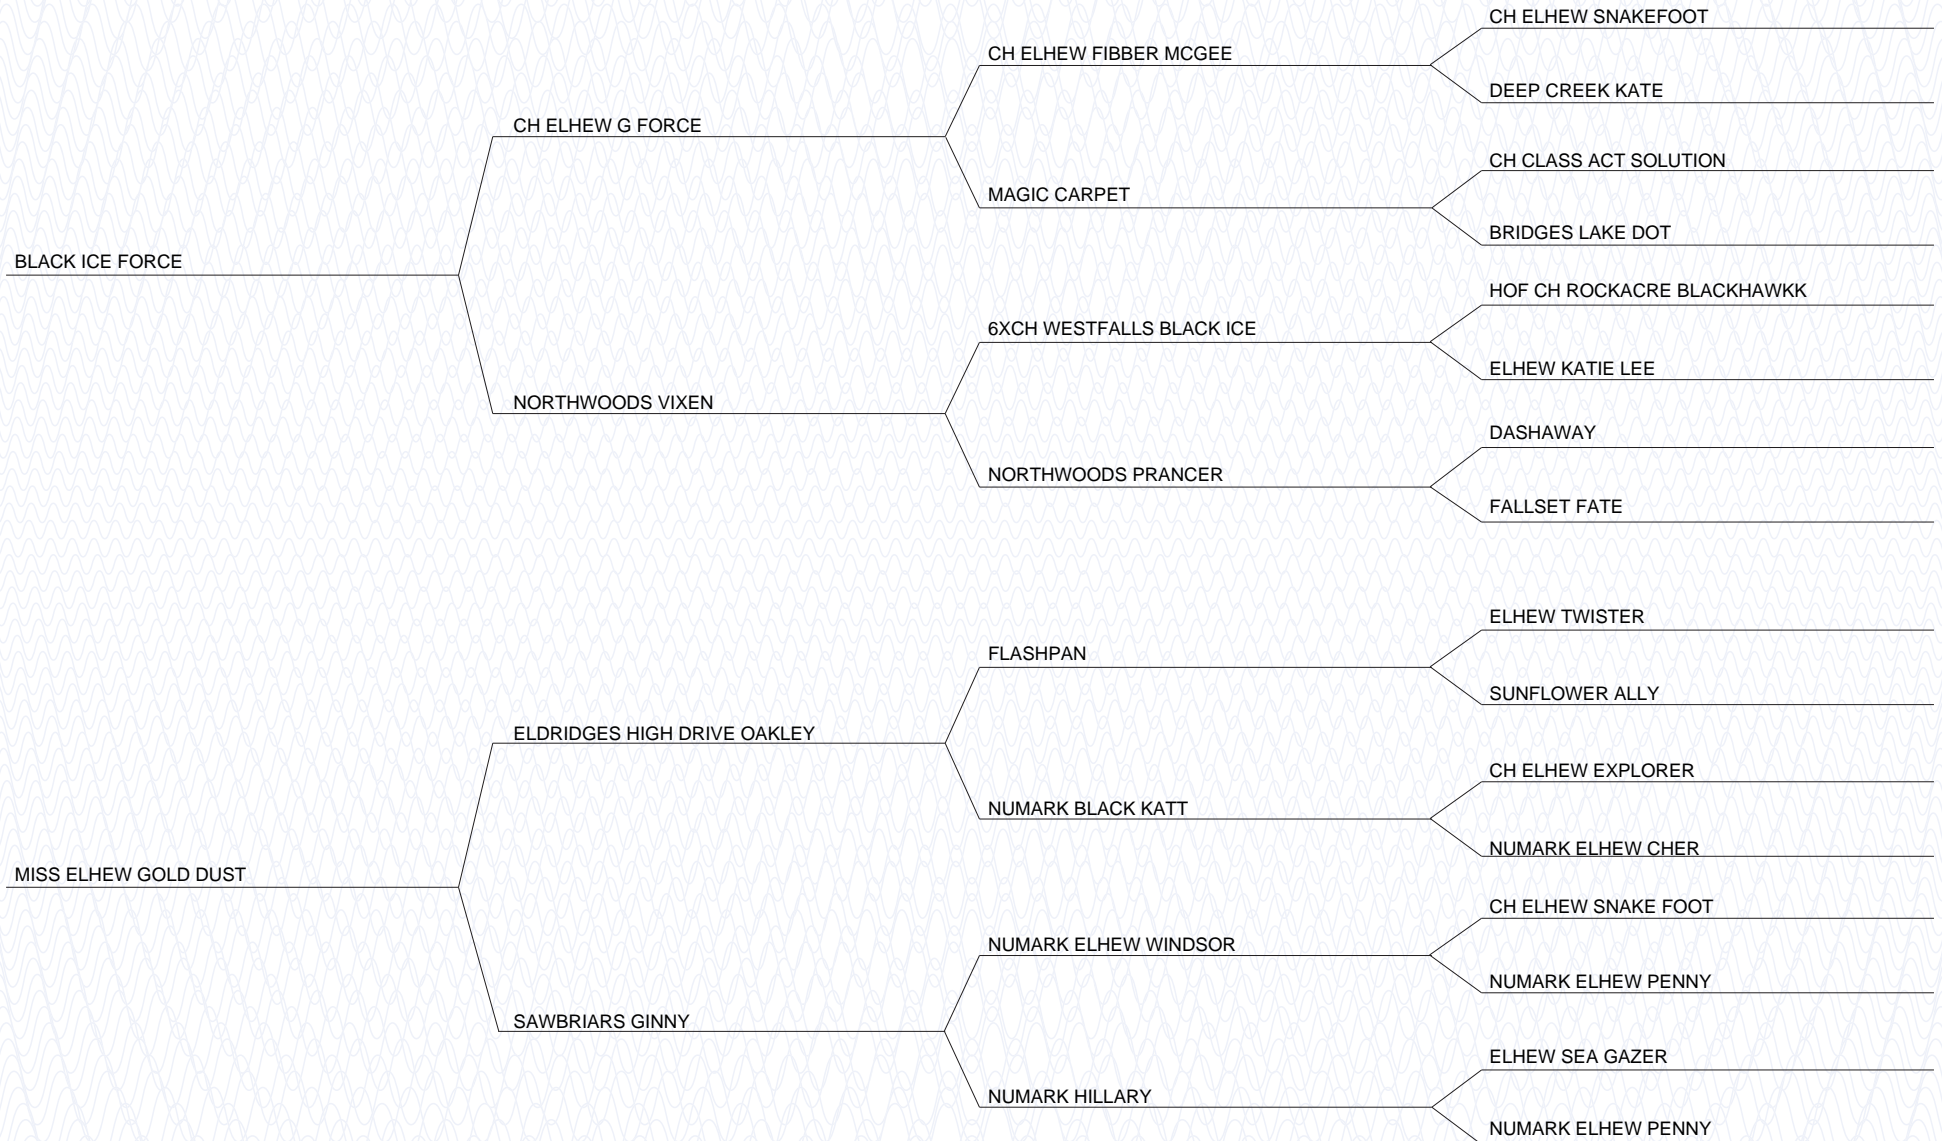 CH ELHEW SNAKEFOOT
CH ELHEW FIBBER MCGEE
DEEP CREEK KATE
CH ELHEW G FORCE
CH CLASS ACT SOLUTION
MAGIC CARPET
BRIDGES LAKE DOT
BLACK ICE FORCE
HOF CH ROCKACRE BLACKHAWKK
6XCH WESTFALLS BLACK ICE
ELHEW KATIE LEE
NORTHWOODS VIXEN
DASHAWAY
NORTHWOODS PRANCER
FALLSET FATE
ELHEW TWISTER
FLASHPAN
SUNFLOWER ALLY
ELDRIDGES HIGH DRIVE OAKLEY
CH ELHEW EXPLORER
NUMARK BLACK KATT
NUMARK ELHEW CHER
MISS ELHEW GOLD DUST
CH ELHEW SNAKE FOOT
NUMARK ELHEW WINDSOR
NUMARK ELHEW PENNY
SAWBRIARS GINNY
ELHEW SEA GAZER
NUMARK HILLARY
NUMARK ELHEW PENNY